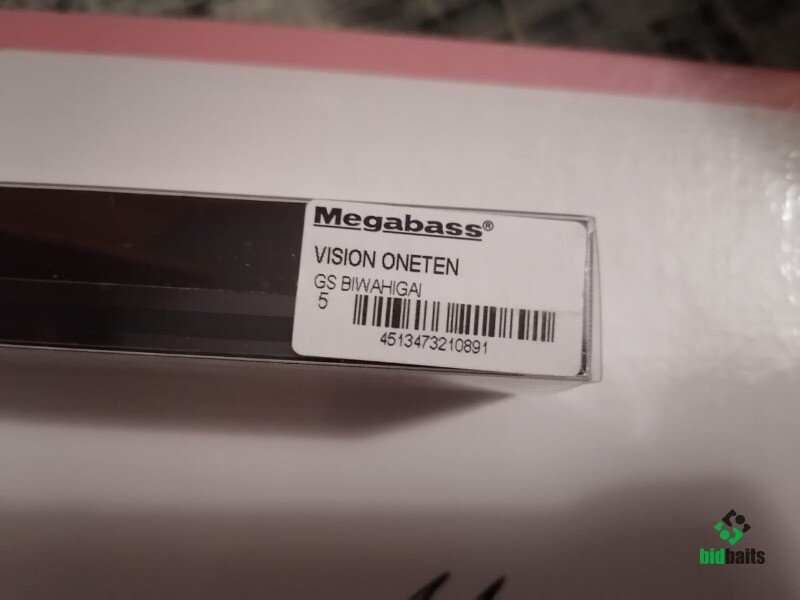 Megabass®
VISION ONETEN
GS BIWAHIGAI
5
4513473210891
bidbaits